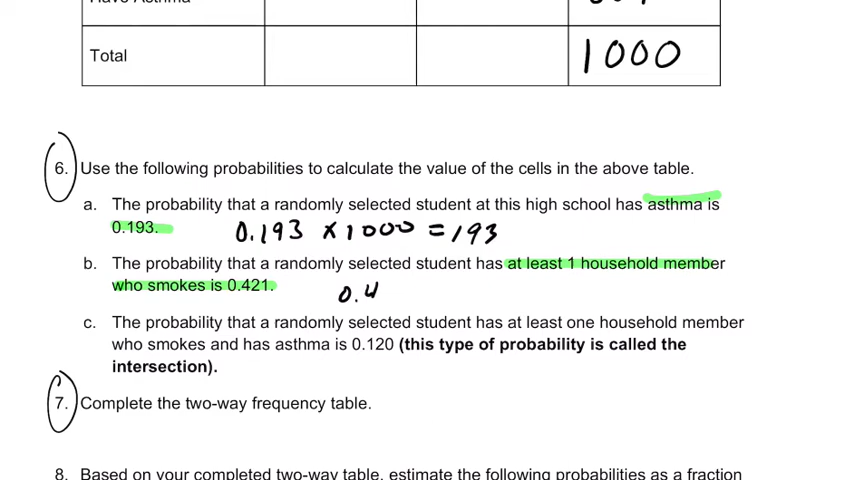 Have Asthma
Total 1000
6. Use the following probabilities to calculate the value of the cells in the above table.
a. The probability that a randomly selected student at this high school has asthma is
0.193. 0.193 × 1000 = 193
b. The probability that a randomly selected student has at least 1 household member
who smokes is 0.421. 0.4
c. The probability that a randomly selected student has at least one household member
who smokes and has asthma is 0.120 (this type of probability is called the
intersection).
7. Complete the two-way frequency table.
8. Based on your completed two-way table, estimate the following probabilities as a fraction